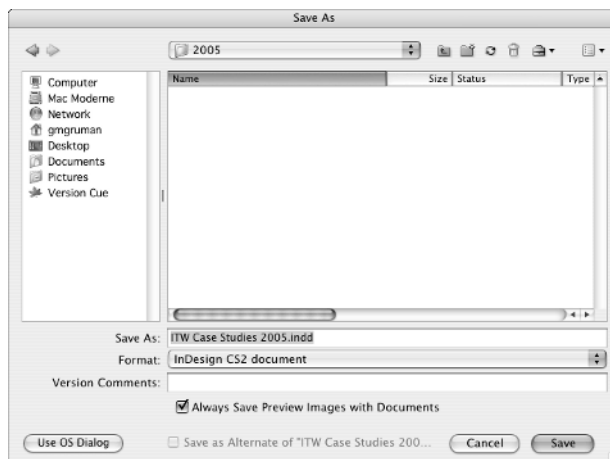 Save As
2005
Computer
Mac Moderne
Network
gmgruman
Desktop
Documents
Pictures
Version Cue
Name Size Status Type
Save As: ITW Case Studies 2005.indd
Format: InDesign CS2 document
Version Comments:
Always Save Preview Images with Documents
Use OS Dialog Save as Alternate of "ITW Case Studies 200... Cancel Save